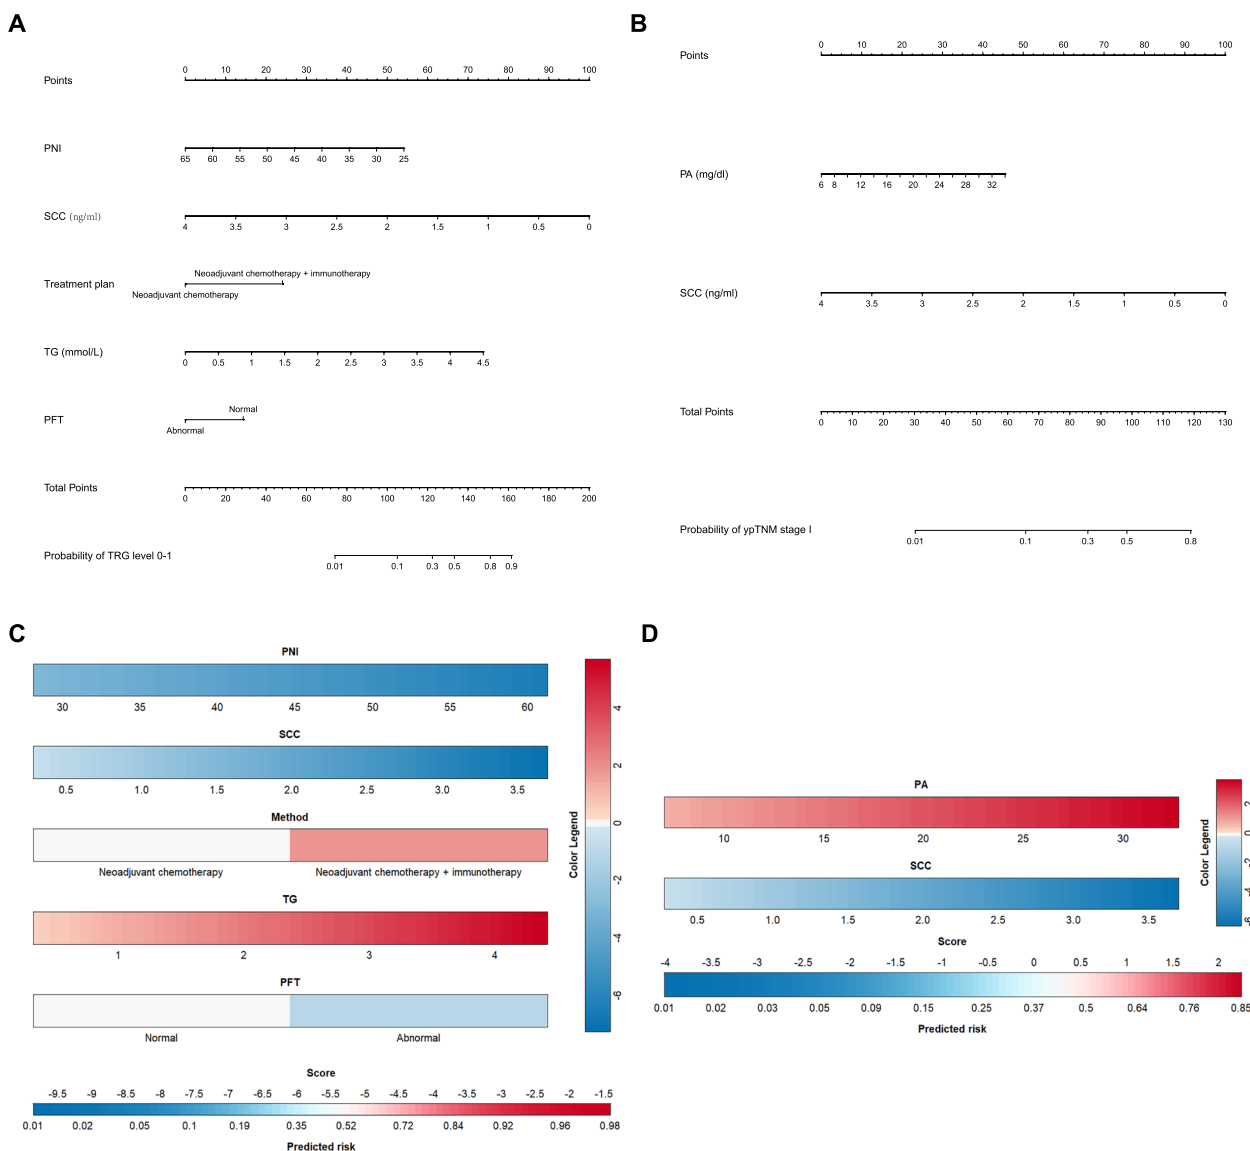 A
0 10 20 30 40 50 60 70 80 90 100
Points
PNI
65 60 55 50 45 40 35 30 25
SCC (ng/ml)
4 3.5 3 2.5 2 1.5 1 0.5 0
Neoadjuvant chemotherapy + immunotherapy
Treatment plan
Neoadjuvant chemotherapy
TG (mmol/L)
0 0.5 1 1.5 2 2.5 3 3.5 4 4.5
Normal
PFT
Abnormal
Total Points
0 20 40 60 80 100 120 140 160 180 200
Probability of TRG level 0-1
0.01 0.1 0.3 0.5 0.8 0.9
B
0 10 20 30 40 50 60 70 80 90 100
Points
PA (mg/dl)
6 8 12 16 20 24 28 32
SCC (ng/ml)
4 3.5 3 2.5 2 1.5 1 0.5 0
Total Points
0 10 20 30 40 50 60 70 80 90 100 110 120 130
Probability of ypTNM stage I
0.01 0.1 0.3 0.5 0.8
C
PNI
30 35 40 45 50 55 60
SCC
0.5 1.0 1.5 2.0 2.5 3.0 3.5
Method
Neoadjuvant chemotherapy Neoadjuvant chemotherapy + immunotherapy
TG
1 2 3 4
PFT
Normal Abnormal
Color Legend
4 2 0 -2 -4 -6
Score
-9.5 -9 -8.5 -8 -7.5 -7 -6.5 -6 -5.5 -5 -4.5 -4 -3.5 -3 -2.5 -2 -1.5
0.01 0.02 0.05 0.1 0.19 0.35 0.52 0.72 0.84 0.92 0.96 0.98
Predicted risk
D
PA
10 15 20 25 30
SCC
0.5 1.0 1.5 2.0 2.5 3.0 3.5
Color Legend
2 0 -2 -4 -6
Score
-4 -3.5 -3 -2.5 -2 -1.5 -1 -0.5 0 0.5 1 1.5 2
0.01 0.02 0.03 0.05 0.09 0.15 0.25 0.37 0.5 0.64 0.76 0.85
Predicted risk